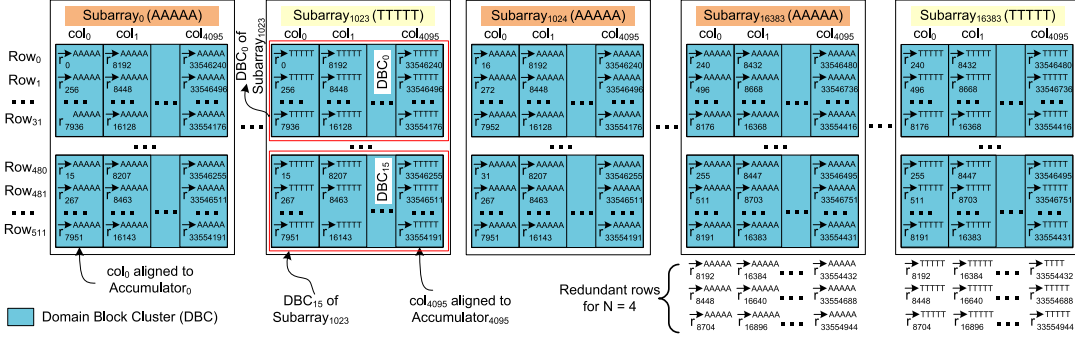 Subarray0 (AAAAA)
col0 col1 col4095
Row0 r0 AAAAA r8192 AAAAA r33546240 AAAAA
Row1 r256 AAAAA r8448 AAAAA r33546496 AAAAA
Row31 r7936 AAAAA r16128 AAAAA r33554176 AAAAA
Row480 r15 AAAAA r8207 AAAAA r33546255 AAAAA
Row481 r267 AAAAA r8463 AAAAA r33546511 AAAAA
Row511 r7951 AAAAA r16143 AAAAA r33554191 AAAAA
col0 aligned to
Accumulator0
DBC0 of
Subarray1023
Subarray1023 (TTTTT)
col0 col1 col4095
r0 TTTTT r8192 TTTTT r33546240 TTTTT
r256 TTTTT r8448 TTTTT r33546496 TTTTT
r7936 TTTTT r16128 TTTTT r33554176 TTTTT
DBC0
r15 TTTTT r8207 TTTTT r33546255 TTTTT
r267 TTTTT r8463 TTTTT r33546511 TTTTT
r7951 TTTTT r16143 TTTTT r33554191 TTTTT
DBC15
DBC15 of
Subarray1023
col4095 aligned to
Accumulator4095
Subarray1024 (AAAAA)
col0 col1 col4095
r16 AAAAA r8192 AAAAA r33546240 AAAAA
r272 AAAAA r8448 AAAAA r33546496 AAAAA
r7952 AAAAA r16128 AAAAA r33554176 AAAAA
r31 AAAAA r8207 AAAAA r33546255 AAAAA
r267 AAAAA r8463 AAAAA r33546511 AAAAA
r7951 AAAAA r16143 AAAAA r33554191 AAAAA
Subarray16383 (AAAAA)
col0 col1 col4095
r240 AAAAA r8432 AAAAA r33546480 AAAAA
r496 AAAAA r8668 AAAAA r33546736 AAAAA
r8176 AAAAA r16368 AAAAA r33554416 AAAAA
r255 AAAAA r8447 AAAAA r33546495 AAAAA
r511 AAAAA r8703 AAAAA r33546751 AAAAA
r8191 AAAAA r16383 AAAAA r33554431 AAAAA
Redundant rows
for N = 4
r8192 AAAAA r16384 AAAAA r33554432 AAAAA
r8448 AAAAA r16640 AAAAA r33554688 AAAAA
r8704 AAAAA r16896 AAAAA r33554944 AAAAA
Subarray16383 (TTTTT)
col0 col1 col4095
r240 TTTTT r8432 TTTTT r33546480 TTTTT
r496 TTTTT r8668 TTTTT r33546736 TTTTT
r8176 TTTTT r16368 TTTTT r33554416 TTTTT
r255 TTTTT r8447 TTTTT r33546495 TTTTT
r511 TTTTT r8703 TTTTT r33546751 TTTTT
r8191 TTTTT r16383 TTTTT r33554431 TTTTT
r8192 TTTTT r16384 TTTTT r33554432 TTTTT
r8448 TTTTT r16640 TTTTT r33554688 TTTTT
r8704 TTTTT r16896 TTTTT r33554944 TTTTT
Domain Block Cluster (DBC)